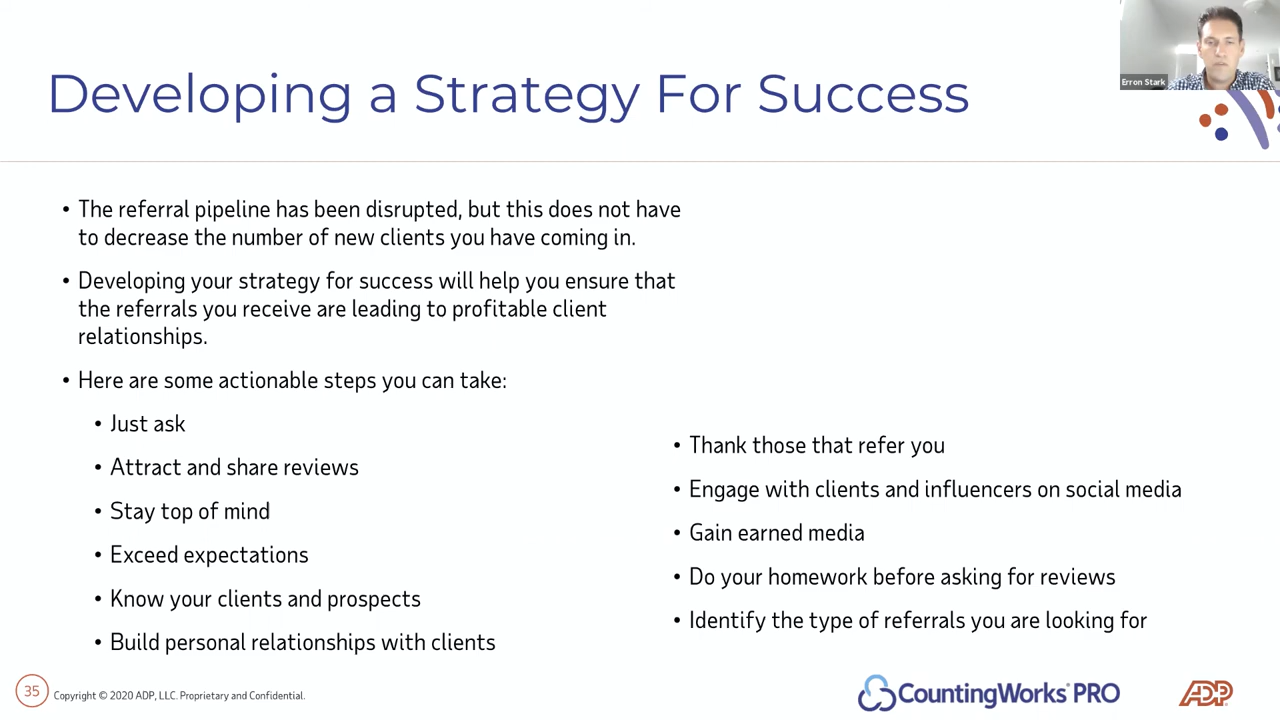 Erron Stark
Developing a Strategy For Success
• The referral pipeline has been disrupted, but this does not have
to decrease the number of new clients you have coming in.
• Developing your strategy for success will help you ensure that
the referrals you receive are leading to profitable client
relationships.
• Here are some actionable steps you can take:
• Just ask
• Attract and share reviews
• Stay top of mind
• Exceed expectations
• Know your clients and prospects
• Build personal relationships with clients
• Thank those that refer you
• Engage with clients and influencers on social media
• Gain earned media
• Do your homework before asking for reviews
• Identify the type of referrals you are looking for
35 Copyright © 2020 ADP, LLC. Proprietary and Confidential.
CountingWorks® PRO
ADP